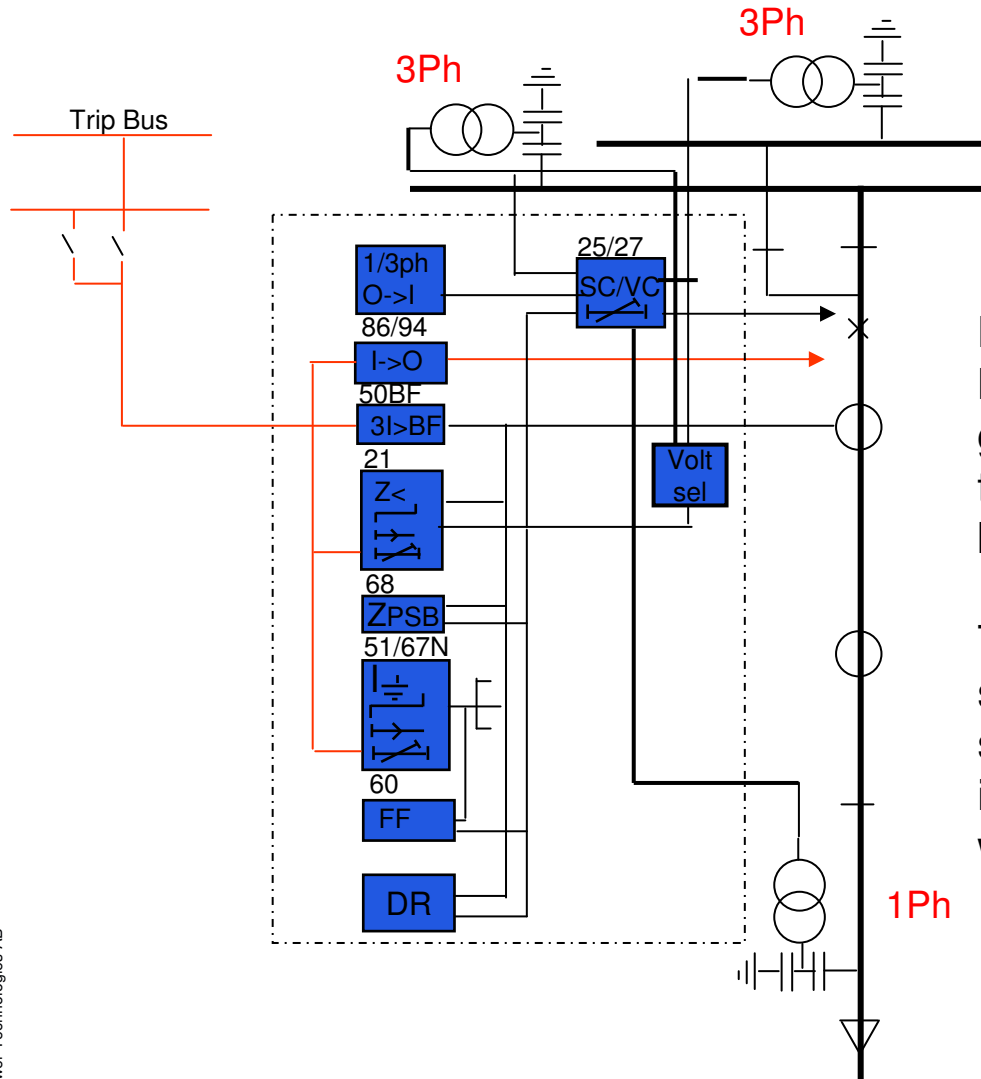 3Ph
3Ph
Trip Bus
25/27
1/3ph
O->I
SC/VC
86/94
I->O
50BF
3I>BF
21
Z<
Volt
sel
68
ZPSB
51/67N
I
60
FF
DR
1Ph